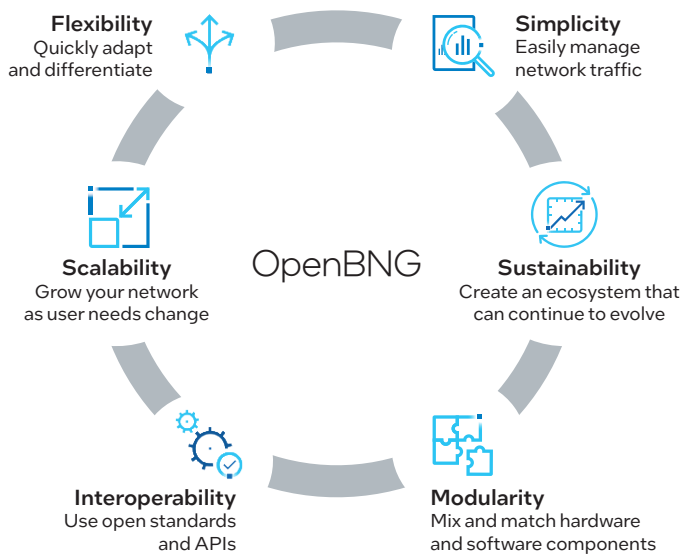 Flexibility
Quickly adapt
and differentiate
Simplicity
Easily manage
network traffic
Scalability
Grow your network
as user needs change
OpenBNG
Sustainability
Create an ecosystem that
can continue to evolve
Interoperability
Use open standards
and APIs
Modularity
Mix and match hardware
and software components